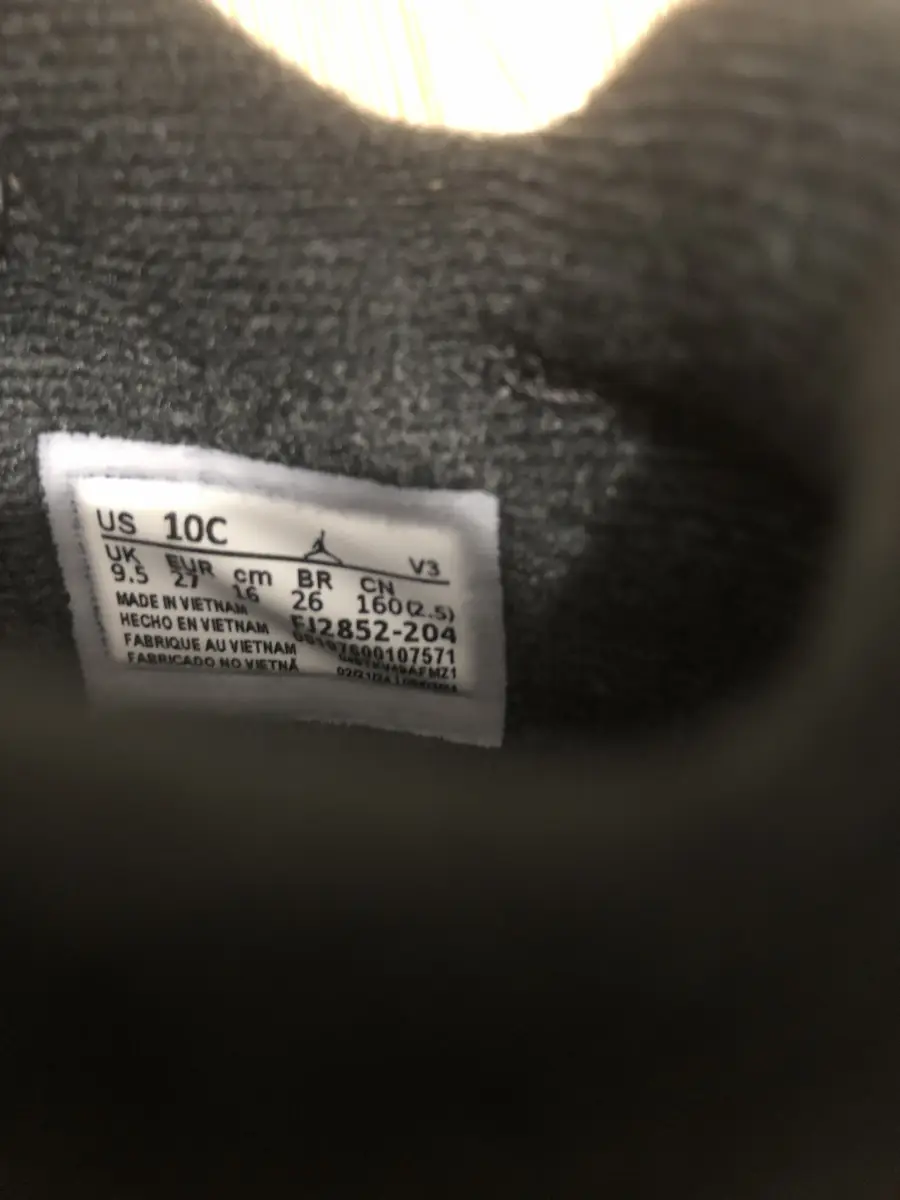 US 10C
V3
UK EUR cm BR CN
9.5 27 16 26 160(2.5)
MADE IN VIETNAM
HECHO EN VIETNAM FJ2852-204
FABRIQUE AU VIETNAM
FABRICADO NO VIETNÃ